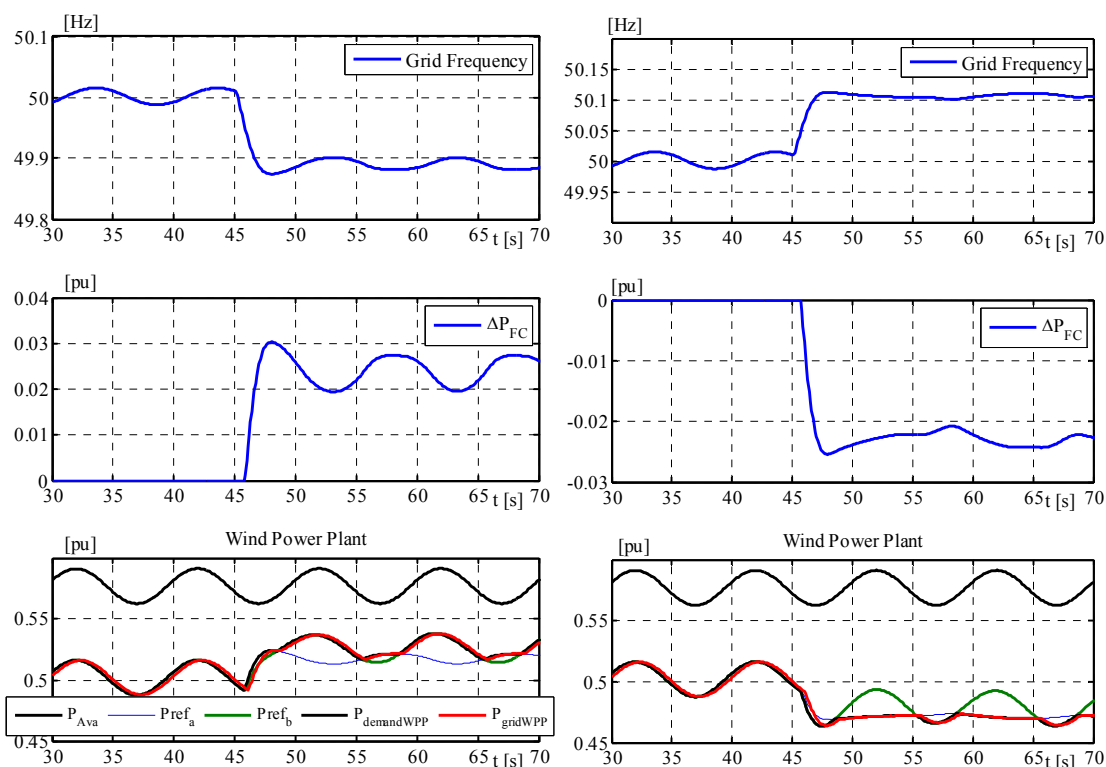 [Hz]
50.1
50
49.9
49.8
Grid Frequency
30 35 40 45 50 55 60 65 70
t [s]
[Hz]
50.15
50.1
50.05
50
49.95
Grid Frequency
30 35 40 45 50 55 60 65 70
t [s]
[pu]
0.04
0.03
0.02
0.01
0
ΔP_FC
30 35 40 45 50 55 60 65 70
t [s]
[pu]
0
-0.01
-0.02
-0.03
ΔP_FC
30 35 40 45 50 55 60 65 70
t [s]
[pu]
Wind Power Plant
0.55
0.5
0.45
P_Ava Pref_a Pref_b P_demandWPP P_gridWPP
30 35 40 45 50 55 60 65 70
t [s]
[pu]
Wind Power Plant
0.55
0.5
0.45
30 35 40 45 50 55 60 65 70
t [s]